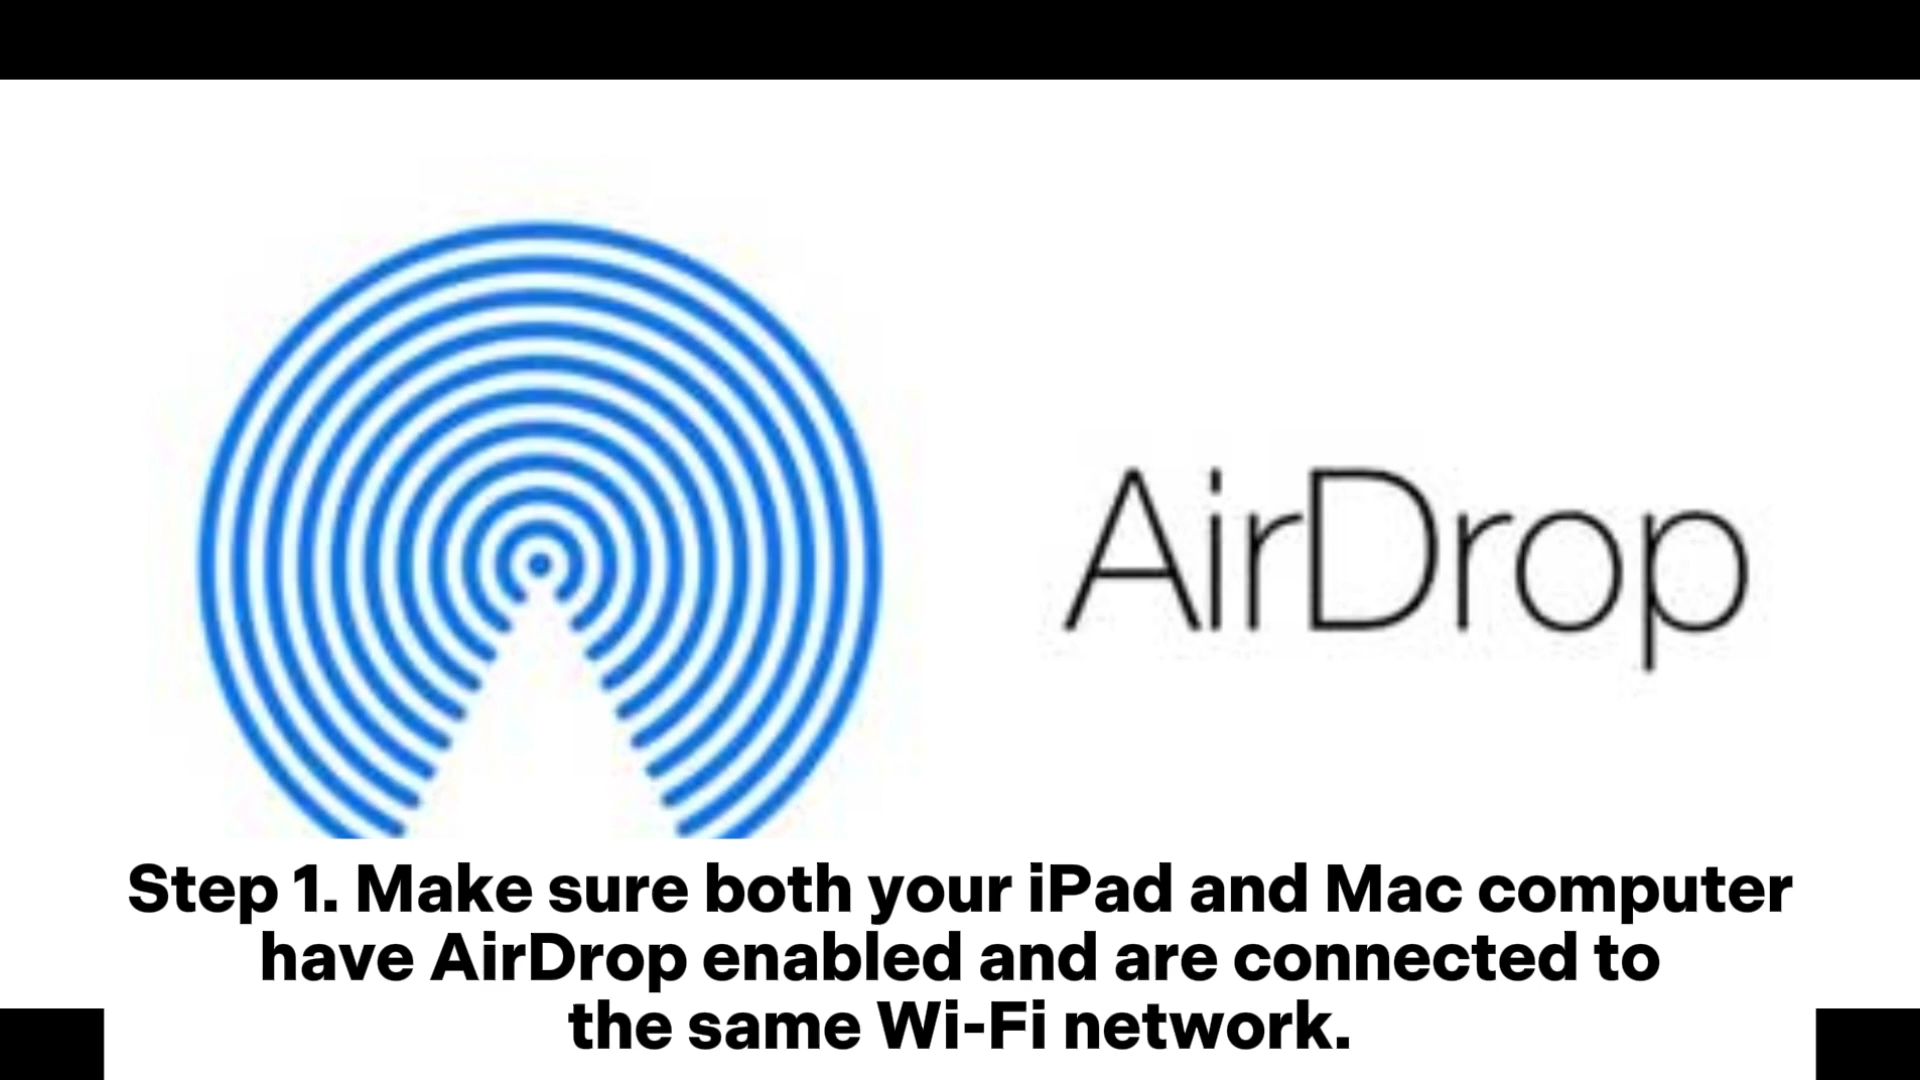 AirDrop
Step 1. Make sure both your iPad and Mac computer
have AirDrop enabled and are connected to
the same Wi-Fi network.